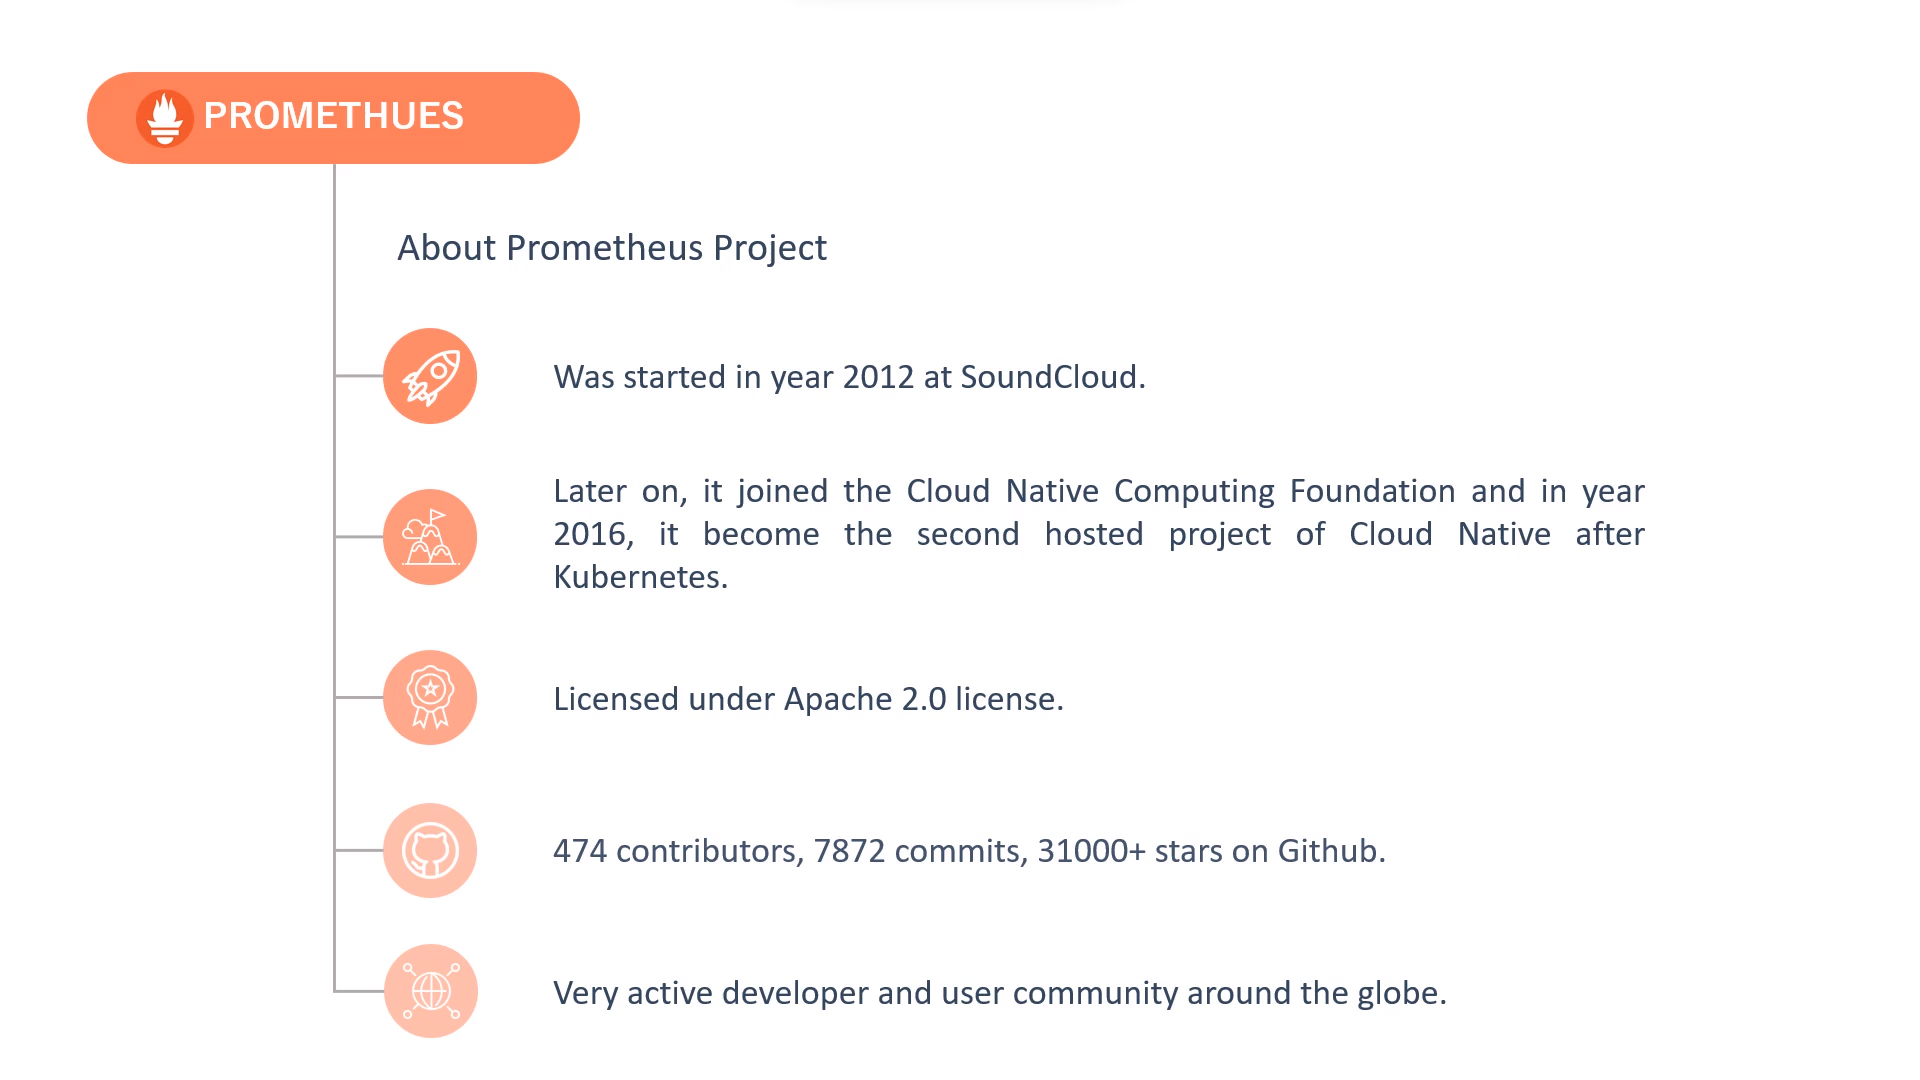 PROMETHUES
About Prometheus Project
Was started in year 2012 at SoundCloud.
Later on, it joined the Cloud Native Computing Foundation and in year
2016, it become the second hosted project of Cloud Native after
Kubernetes.
Licensed under Apache 2.0 license.
474 contributors, 7872 commits, 31000+ stars on Github.
Very active developer and user community around the globe.